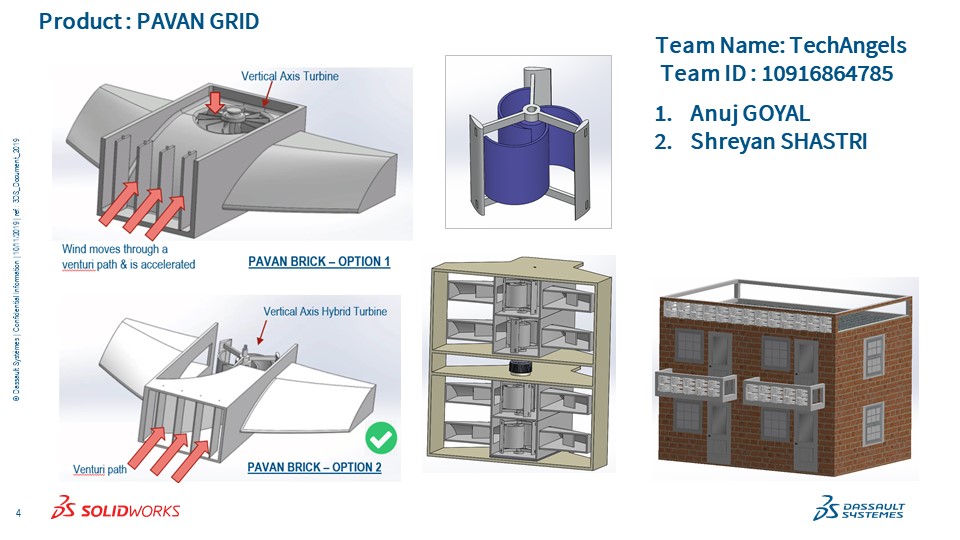 Product : PAVAN GRID
Team Name: TechAngels
Team ID : 10916864785
1. Anuj GOYAL
2. Shreyan SHASTRI
Vertical Axis Turbine
Wind moves through a
venturi path & is accelerated
PAVAN BRICK – OPTION 1
Vertical Axis Hybrid Turbine
Venturi path
PAVAN BRICK – OPTION 2
© Dassault Systèmes | Confidential Information | 10/11/2019 | ref.: 3DS_Document_2019
4
SOLIDWORKS
DASSAULT
SYSTEMES